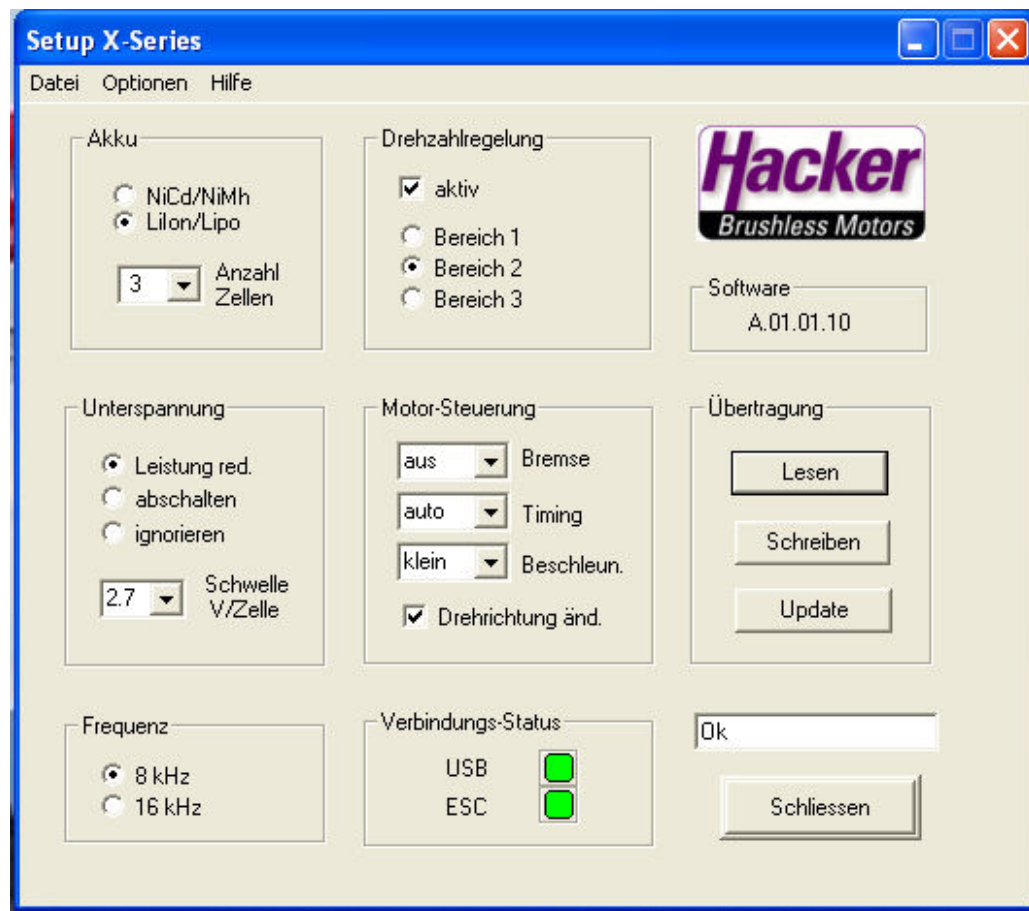 Setup X-Series
Datei Optionen Hilfe
Akku
NiCd/NiMh
LiIon/Lipo
3
Anzahl
Zellen
Drehzahlregelung
aktiv
Bereich 1
Bereich 2
Bereich 3
Hacker
Brushless Motors
Software
A.01.01.10
Unterspannung
Leistung red.
abschalten
ignorieren
2.7
Schwelle
V/Zelle
Motor-Steuerung
aus Bremse
auto Timing
klein Beschleun.
Drehrichtung änd.
Übertragung
Lesen
Schreiben
Update
Frequenz
8 kHz
16 kHz
Verbindungs-Status
USB
ESC
Ok
Schliessen